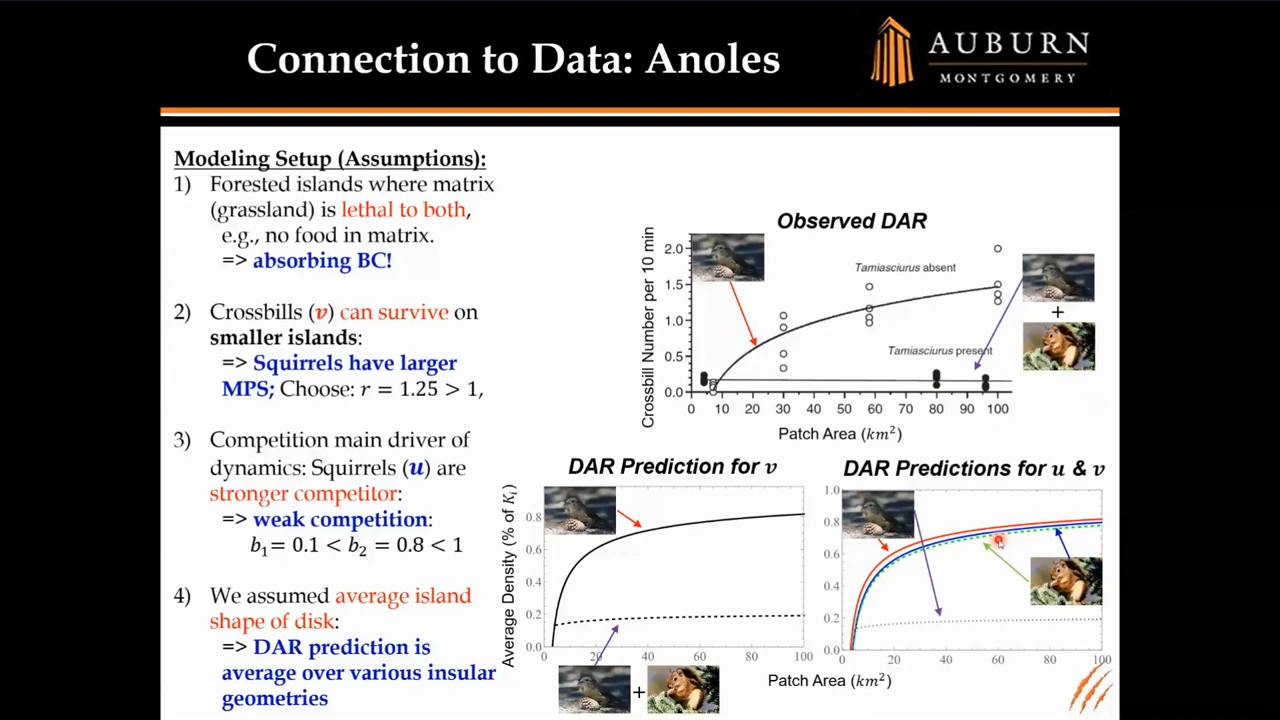 Connection to Data: Anoles
AUBURN
MONTGOMERY
Modeling Setup (Assumptions):
1) Forested islands where matrix
(grassland) is lethal to both,
e.g., no food in matrix.
=> absorbing BC!
2) Crossbills (v) can survive on
smaller islands:
=> Squirrels have larger
MPS; Choose: r = 1.25 > 1,
3) Competition main driver of
dynamics: Squirrels (u) are
stronger competitor:
=> weak competition:
b₁= 0.1 < b₂ = 0.8 < 1
4) We assumed average island
shape of disk:
=> DAR prediction is
average over various insular
geometries
Observed DAR
Crossbill Number per 10 min
2.0
1.5
1.0
0.5
0.0
Tamiasciurus absent
Tamiasciurus present
+
0 10 20 30 40 50 60 70 80 90 100
Patch Area (km²)
DAR Prediction for v
Average Density (% of Kᵢ)
0.8
0.6
0.4
0.2
0.0
0 20 40 60 80 100
+
DAR Predictions for u & v
1.0
0.8
0.6
0.4
0.2
0.0
0 20 40 60 80 100
Patch Area (km²)